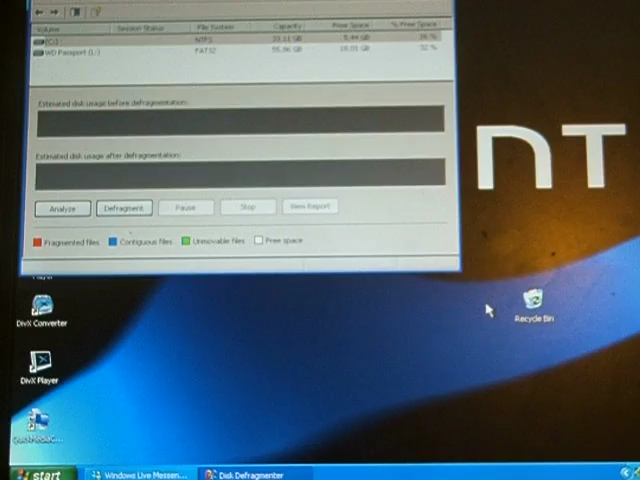 Volume Session Status File System Capacity Free Space % Free Space
(C:) NTFS 33.11 GB 5.44 GB 16 %
WD Passport (L:) FAT32 55.86 GB 18.01 GB 32 %
Estimated disk usage before defragmentation:
Estimated disk usage after defragmentation:
Analyze Defragment Pause Stop View Report
Fragmented files Contiguous files Unmovable files Free space
Player
DivX Converter
DivX Player
Recycle Bin
start Windows Live Messen... Disk Defragmenter